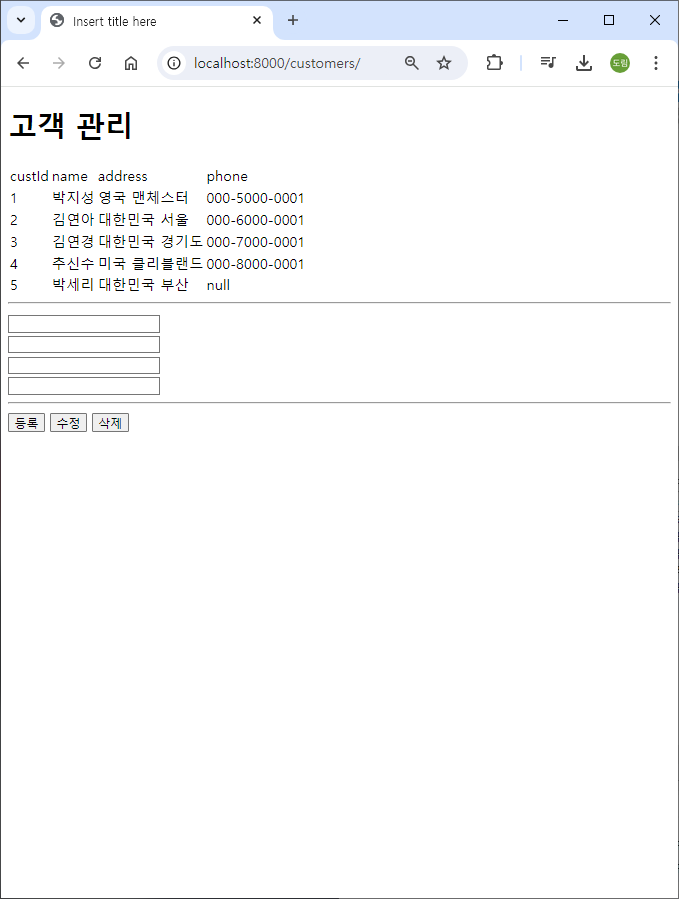 Insert title here
localhost:8000/customers/
도림
고객 관리
custId name address phone
1 박지성 영국 맨체스터 000-5000-0001
2 김연아 대한민국 서울 000-6000-0001
3 김연경 대한민국 경기도 000-7000-0001
4 추신수 미국 클리블랜드 000-8000-0001
5 박세리 대한민국 부산 null
등록 수정 삭제